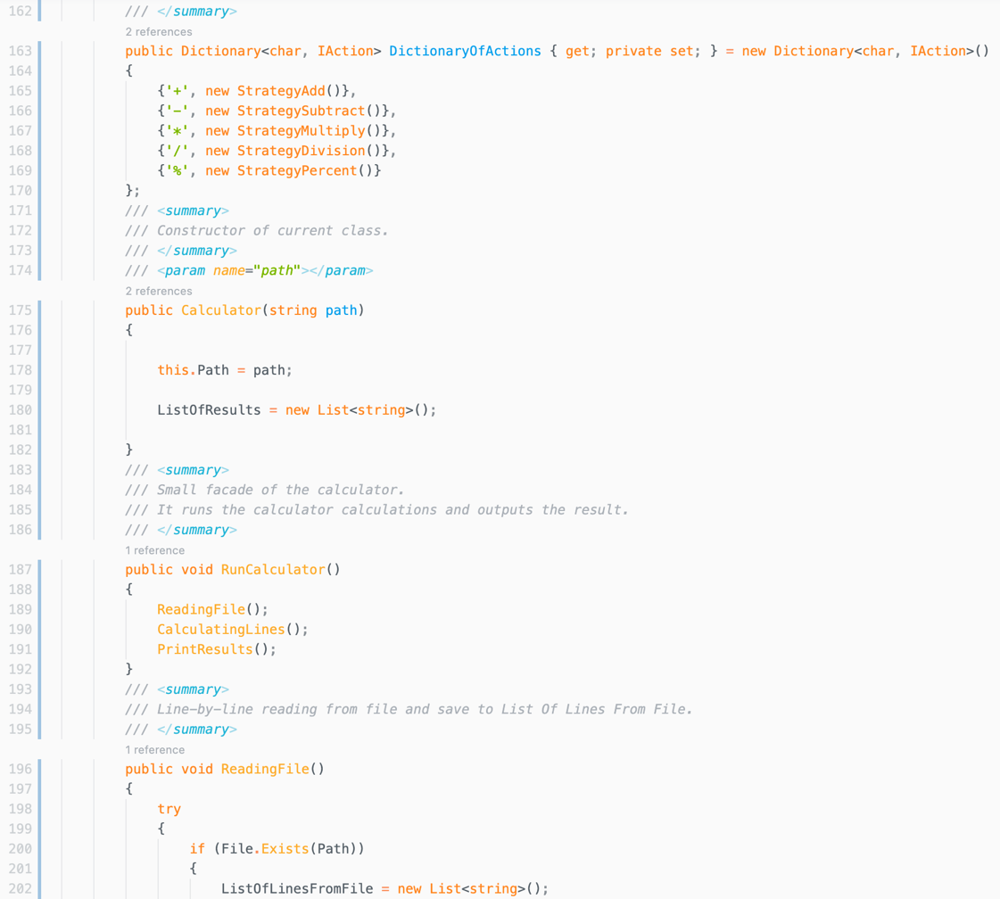 162 /// </summary>
2 references
163 public Dictionary<char, IAction> DictionaryOfActions { get; private set; } = new Dictionary<char, IAction>()
164 {
165 {'+', new StrategyAdd()},
166 {'-', new StrategySubtract()},
167 {'*', new StrategyMultiply()},
168 {'/', new StrategyDivision()},
169 {'%', new StrategyPercent()}
170 };
171 /// <summary>
172 /// Constructor of current class.
173 /// </summary>
174 /// <param name="path"></param>
2 references
175 public Calculator(string path)
176 {
177
178 this.Path = path;
179
180 ListOfResults = new List<string>();
181
182 }
183 /// <summary>
184 /// Small facade of the calculator.
185 /// It runs the calculator calculations and outputs the result.
186 /// </summary>
1 reference
187 public void RunCalculator()
188 {
189 ReadingFile();
190 CalculatingLines();
191 PrintResults();
192 }
193 /// <summary>
194 /// Line-by-line reading from file and save to List Of Lines From File.
195 /// </summary>
1 reference
196 public void ReadingFile()
197 {
198 try
199 {
200 if (File.Exists(Path))
201 {
202 ListOfLinesFromFile = new List<string>();